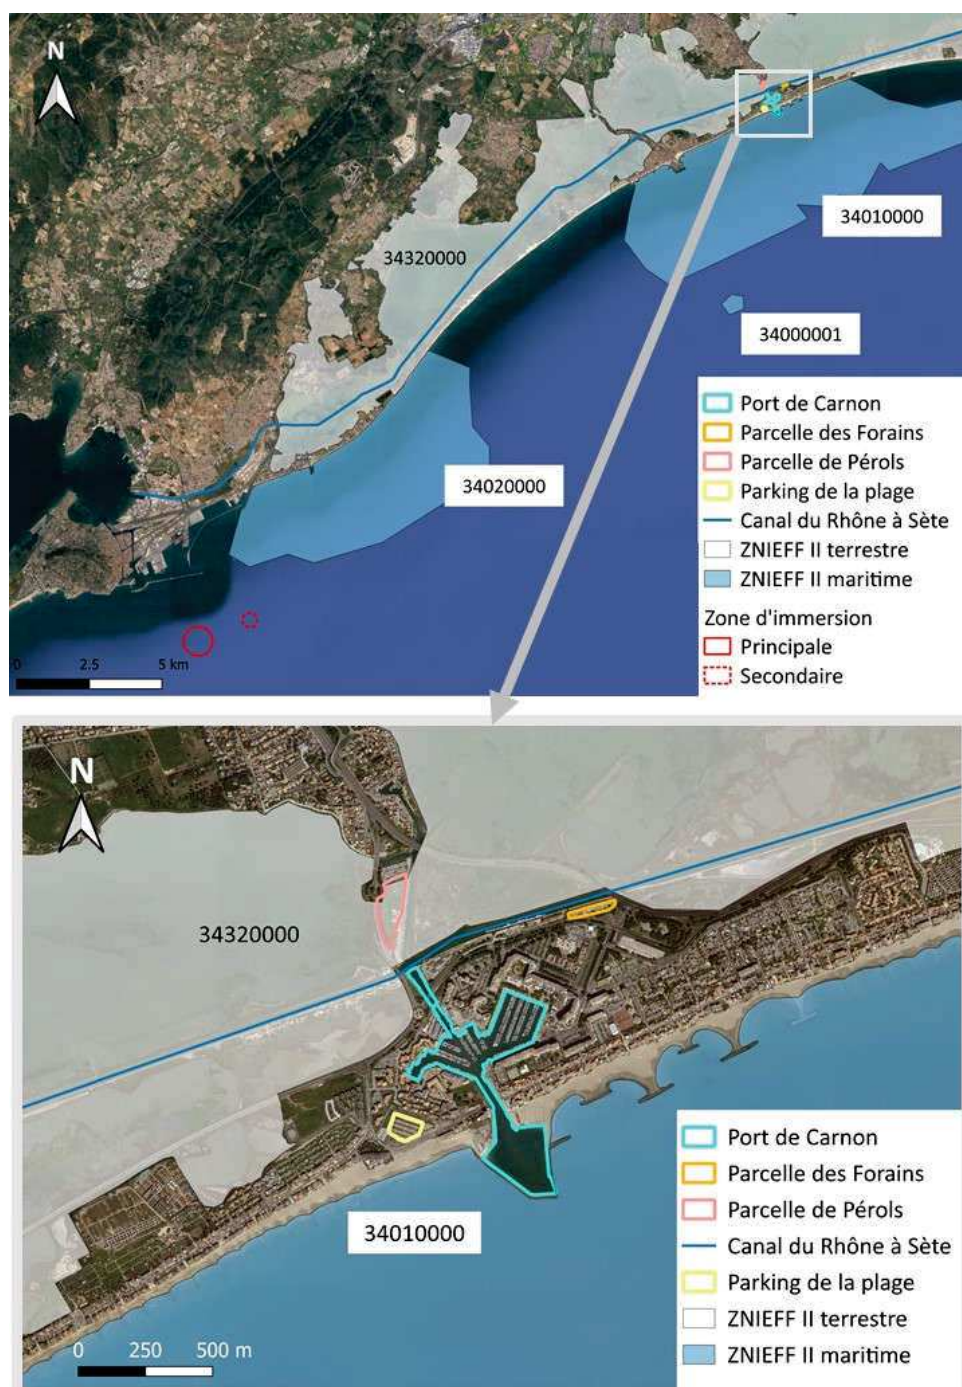 N
34320000
34010000
34000001
34020000
Port de Carnon
Parcelle des Forains
Parcelle de Pérols
Parking de la plage
Canal du Rhône à Sète
ZNIEFF II terrestre
ZNIEFF II maritime
Zone d'immersion
Principale
Secondaire
0 2.5 5 km
N
34320000
34010000
Port de Carnon
Parcelle des Forains
Parcelle de Pérols
Canal du Rhône à Sète
Parking de la plage
ZNIEFF II terrestre
ZNIEFF II maritime
0 250 500 m